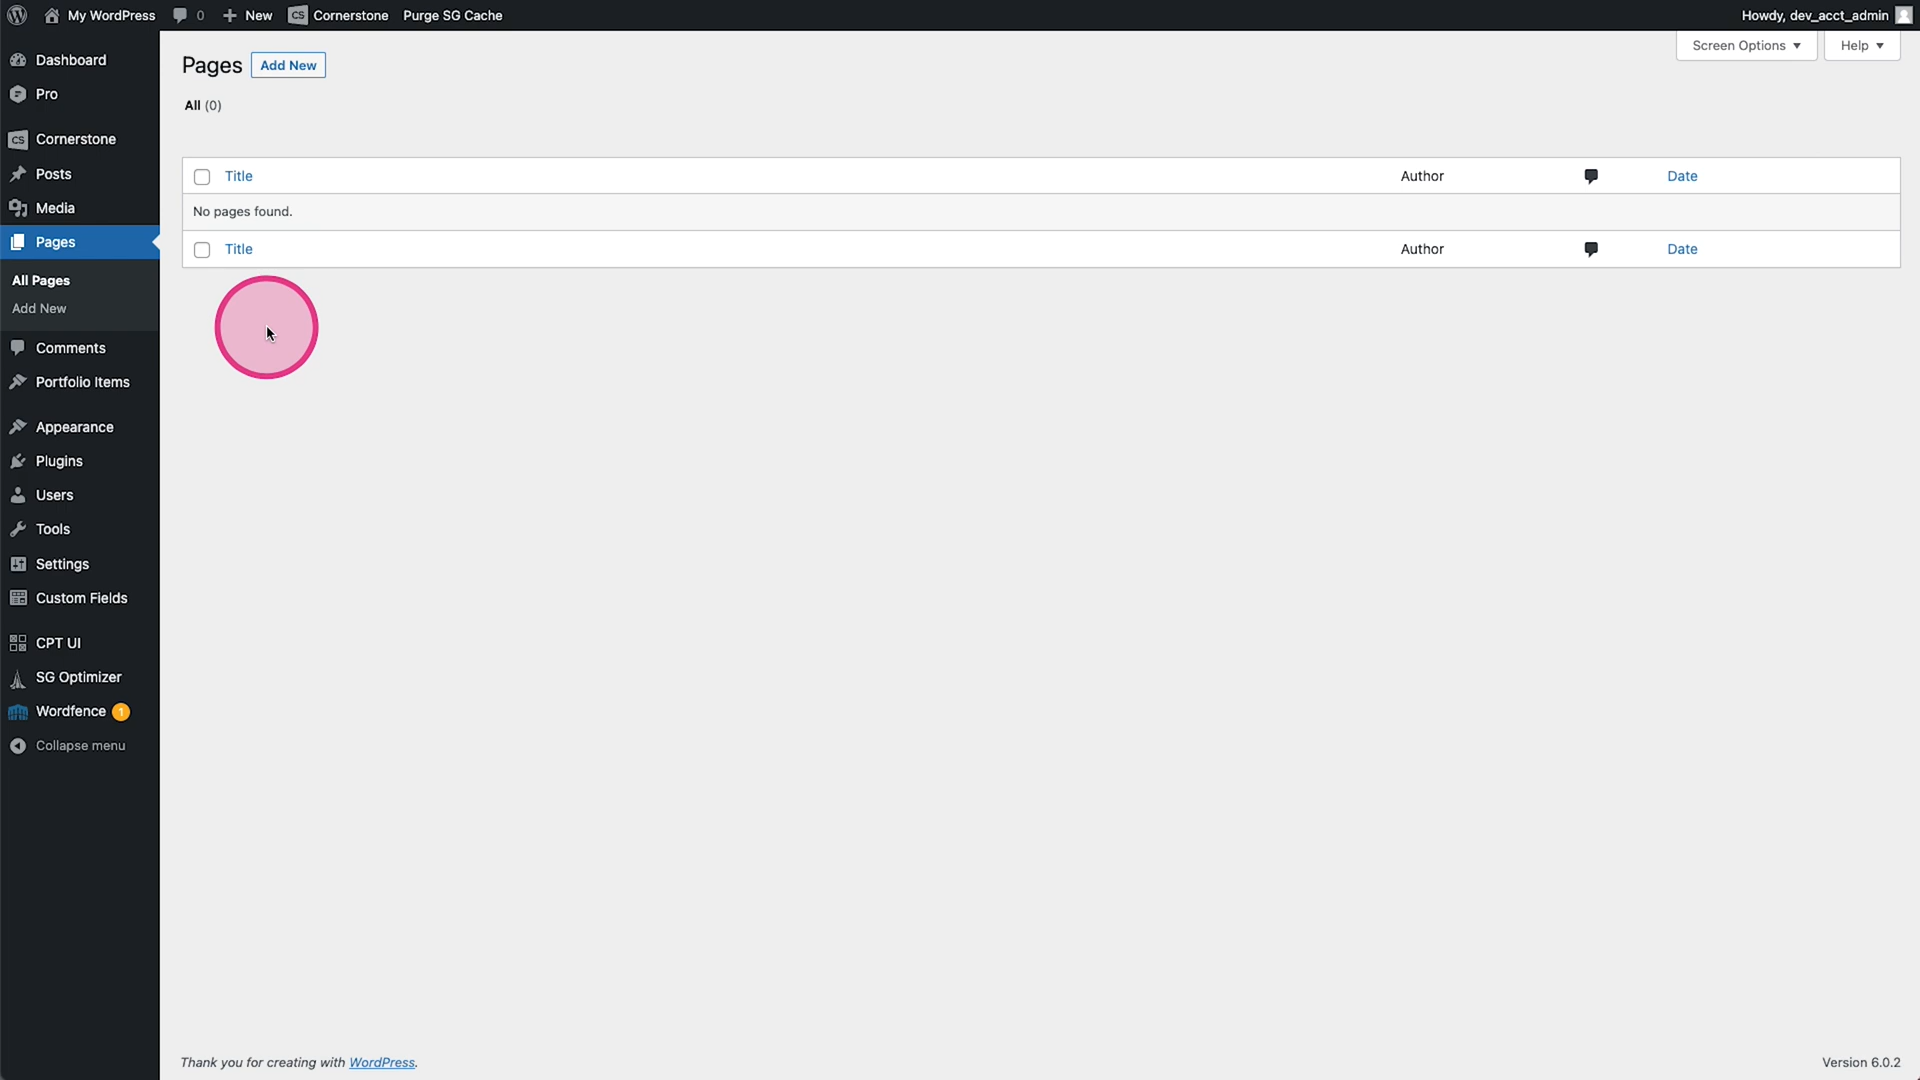 My WordPress 0 New CS Cornerstone Purge SG Cache Howdy, dev_acct_admin
Dashboard
Pro
CS Cornerstone
Posts
Media
Pages
All Pages
Add New
Comments
Portfolio Items
Appearance
Plugins
Users
Tools
Settings
Custom Fields
CPT UI
SG Optimizer
Wordfence 1
Collapse menu
Screen Options Help
Pages Add New
All (0)
Title Author Date
No pages found.
Title Author Date
Thank you for creating with WordPress. Version 6.0.2